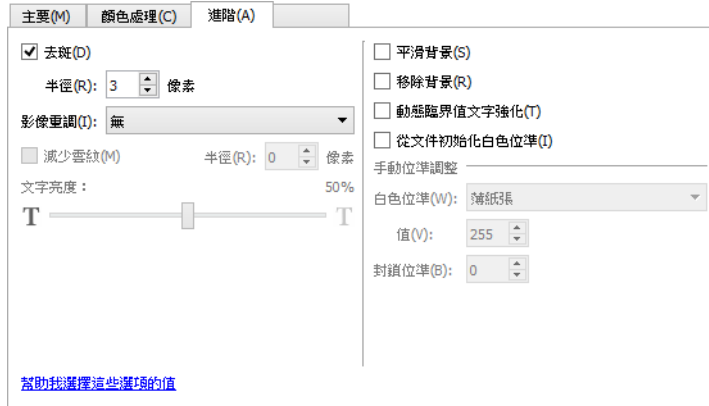 主要(M) 顏色處理(C) 進階(A)
去斑(D)
半徑(R): 3 像素
影像重調(I): 無
減少雲紋(M) 半徑(R): 0 像素
文字亮度： 50%
T T
平滑背景(S)
移除背景(R)
動態臨界值文字強化(T)
從文件初始化白色位準(I)
手動位準調整
白色位準(W): 薄紙張
值(V): 255
封鎖位準(B): 0
幫助我選擇這些選項的值